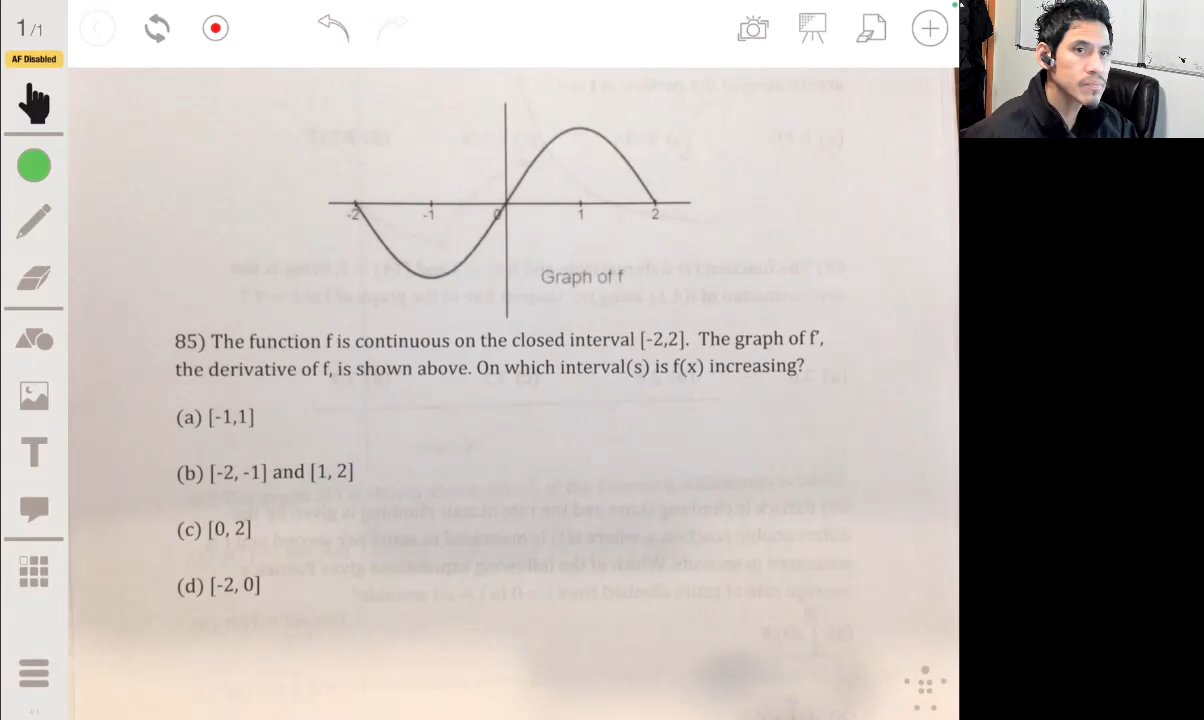 1/1
AF Disabled
-2 -1 0 1 2
Graph of f'
85) The function f is continuous on the closed interval [-2,2]. The graph of f',
the derivative of f, is shown above. On which interval(s) is f(x) increasing?
(a) [-1,1]
(b) [-2, -1] and [1, 2]
(c) [0, 2]
(d) [-2, 0]